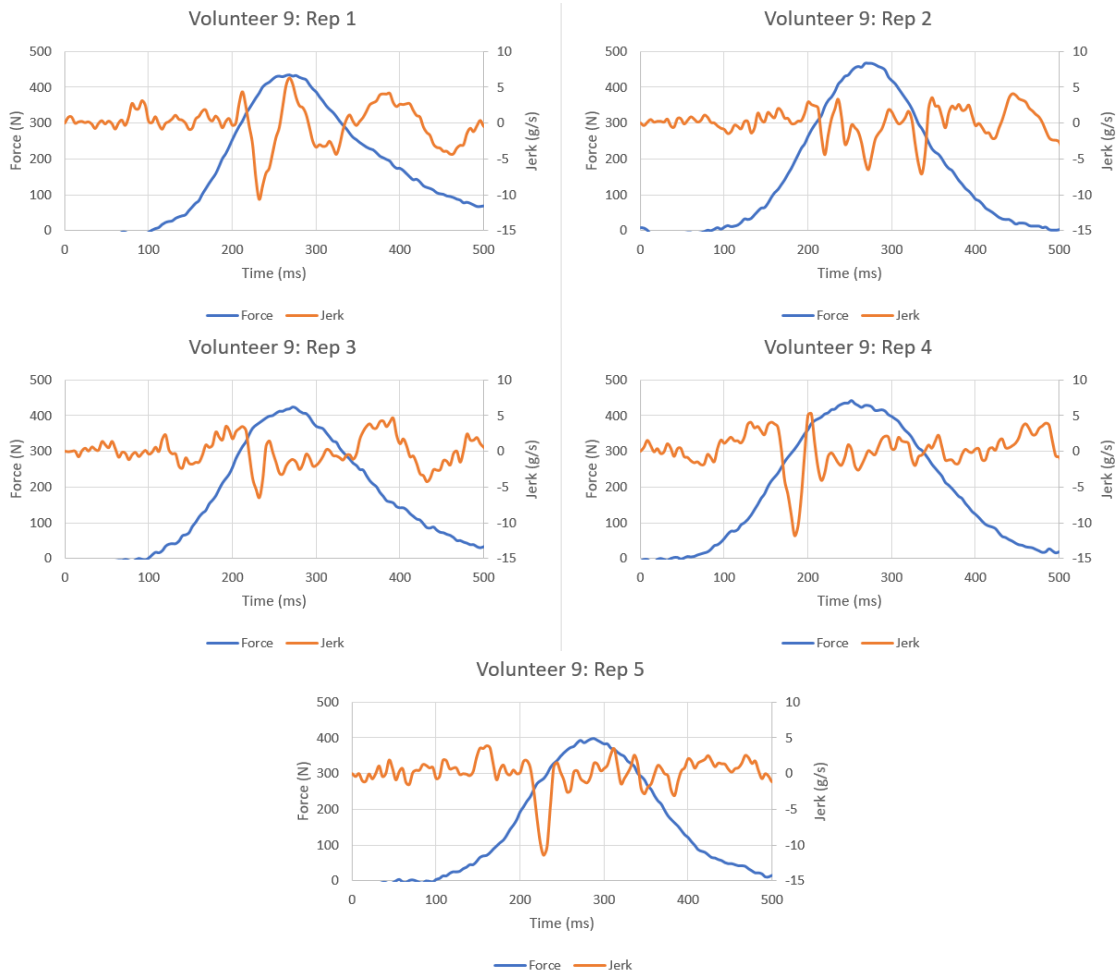 Volunteer 9: Rep 1
500
400
300
200
100
0
Force (N)
10
5
0
-5
-10
-15
Jerk (g/s)
0 100 200 300 400 500
Time (ms)
Force Jerk
Volunteer 9: Rep 2
500
400
300
200
100
0
Force (N)
10
5
0
-5
-10
-15
Jerk (g/s)
0 100 200 300 400 500
Time (ms)
Force Jerk
Volunteer 9: Rep 3
500
400
300
200
100
0
Force (N)
10
5
0
-5
-10
-15
Jerk (g/s)
0 100 200 300 400 500
Time (ms)
Force Jerk
Volunteer 9: Rep 4
500
400
300
200
100
0
Force (N)
10
5
0
-5
-10
-15
Jerk (g/s)
0 100 200 300 400 500
Time (ms)
Force Jerk
Volunteer 9: Rep 5
500
400
300
200
100
0
Force (N)
10
5
0
-5
-10
-15
Jerk (g/s)
0 100 200 300 400 500
Time (ms)
Force Jerk